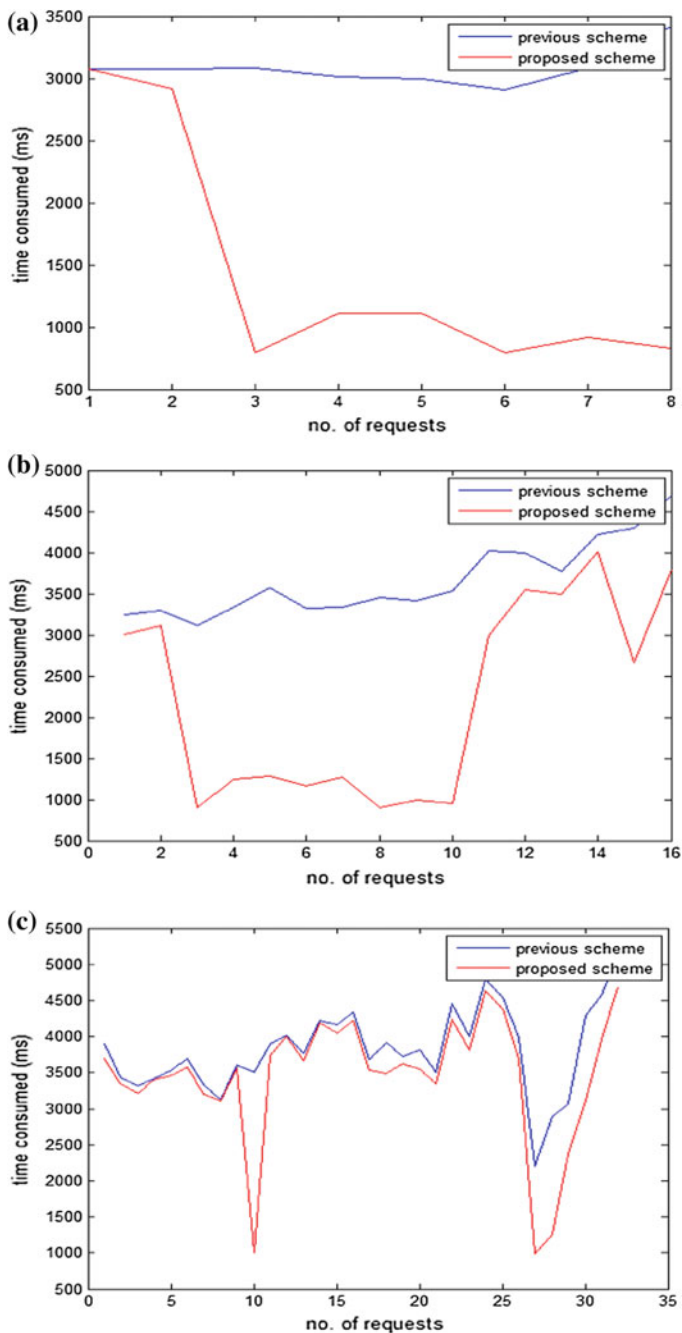 (a)
3500
3000
2500
2000
1500
1000
500
time consumed (ms)
previous scheme
proposed scheme
1 2 3 4 5 6 7 8
no. of requests
(b)
5000
4500
4000
3500
3000
2500
2000
1500
1000
500
time consumed (ms)
previous scheme
proposed scheme
0 2 4 6 8 10 12 14 16
no. of requests
(c)
5500
5000
4500
4000
3500
3000
2500
2000
1500
1000
500
time consumed (ms)
previous scheme
proposed scheme
0 5 10 15 20 25 30 35
no. of requests